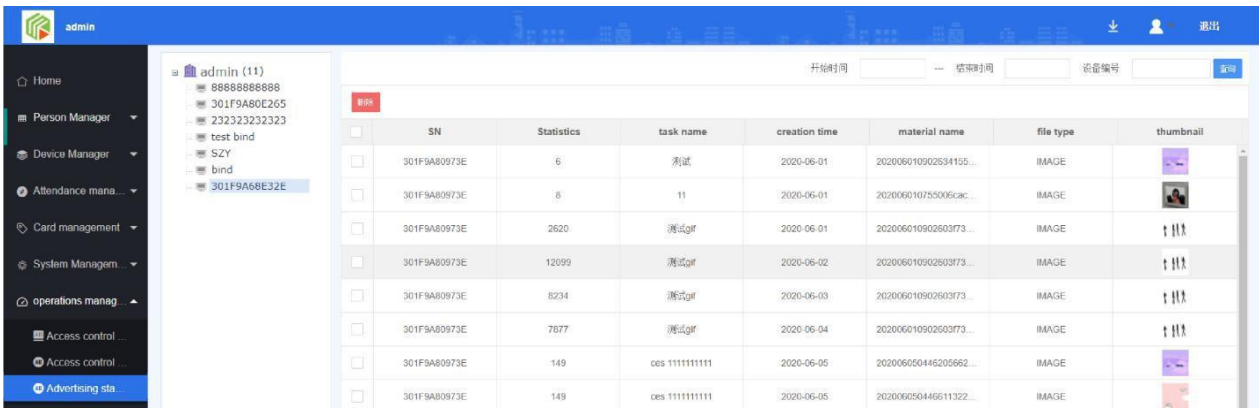 admin
退出
Home
Person Manager
Device Manager
Attendance mana...
Card management
System Managem...
operations manag...
Access control ...
Access control ...
Advertising sta...
admin (11)
88888888888
301F9A80E265
232323232323
test bind
SZY
bind
301F9A68E32E
开始时间 --- 结束时间 设备编号 查询
删除
SN Statistics task name creation time material name file type thumbnail
301F9A80973E 6 测试 2020-06-01 202006010902634155... IMAGE
301F9A80973E 8 11 2020-06-01 202006010755006cac... IMAGE
301F9A80973E 2620 测试gif 2020-06-01 202006010902603f73... IMAGE
301F9A80973E 12099 测试gif 2020-06-02 202006010902603f73... IMAGE
301F9A80973E 8234 测试gif 2020-06-03 202006010902603f73... IMAGE
301F9A80973E 7877 测试gif 2020-06-04 202006010902603f73... IMAGE
301F9A80973E 149 ces 1111111111 2020-06-05 202006050446205662... IMAGE
301F9A80973E 149 ces 1111111111 2020-06-05 202006050446611322... IMAGE